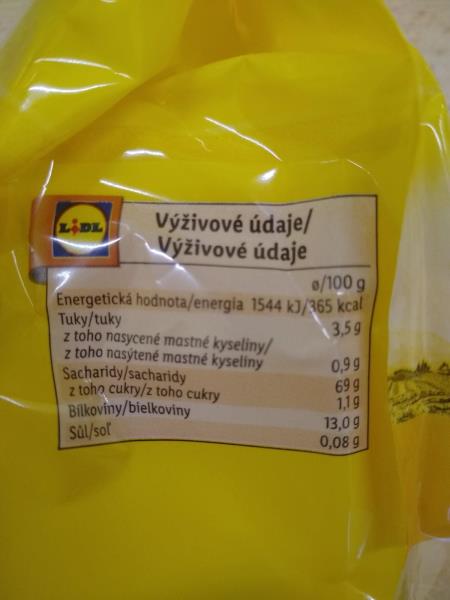 LIDL
Výživové údaje/
Výživové údaje
ø/100 g
Energetická hodnota/energia 1544 kJ/365 kcal
Tuky/tuky 3,5 g
z toho nasycené mastné kyseliny/
z toho nasýtené mastné kyseliny 0,9 g
Sacharidy/sacharidy 69 g
z toho cukry/z toho cukry 1,1 g
Bílkoviny/bielkoviny 13,0 g
Sůl/soľ 0,08 g